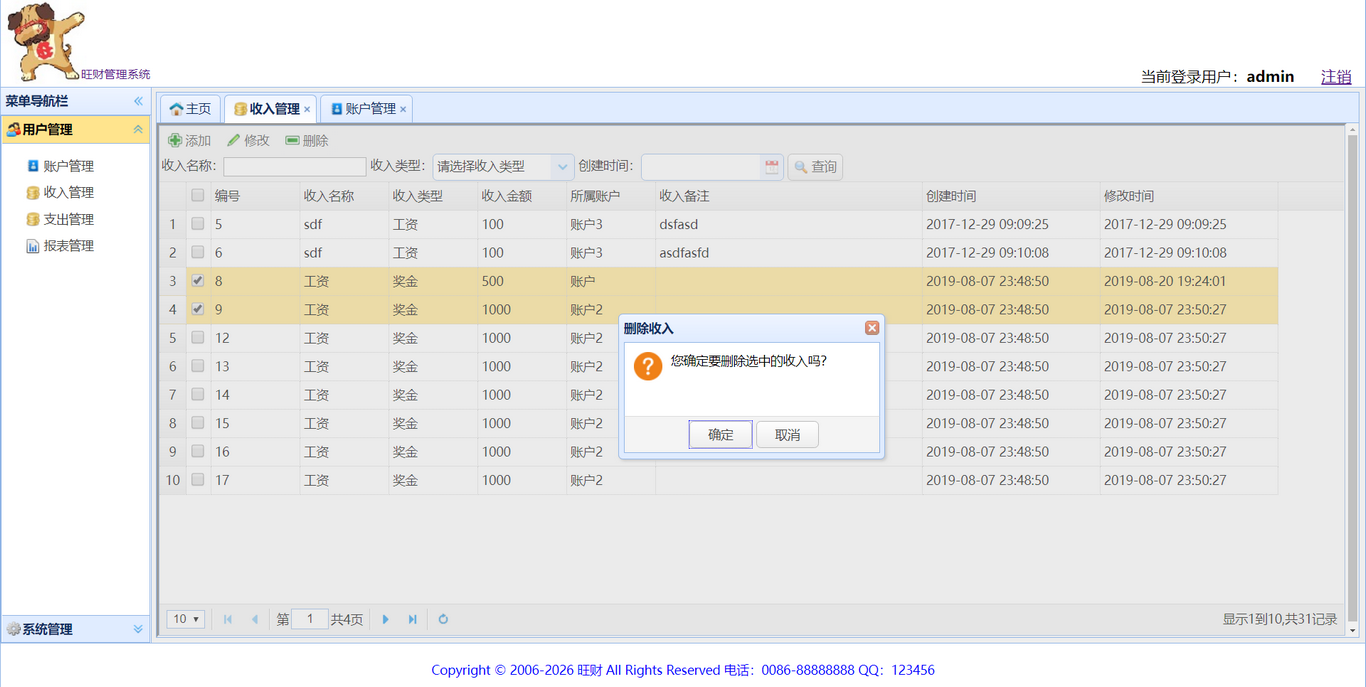 旺财管理系统
当前登录用户：admin 注销
菜单导航栏
用户管理
账户管理
收入管理
支出管理
报表管理
系统管理
主页 收入管理 账户管理
添加 修改 删除
收入名称： 收入类型： 请选择收入类型 创建时间： 查询
编号 收入名称 收入类型 收入金额 所属账户 收入备注 创建时间 修改时间
1 5 sdf 工资 100 账户3 dsfasd 2017-12-29 09:09:25 2017-12-29 09:09:25
2 6 sdf 工资 100 账户3 asdfasfd 2017-12-29 09:10:08 2017-12-29 09:10:08
3 8 工资 奖金 500 账户 2019-08-07 23:48:50 2019-08-20 19:24:01
4 9 工资 奖金 1000 账户2 2019-08-07 23:48:50 2019-08-07 23:50:27
5 12 工资 奖金 1000 账户2 2019-08-07 23:48:50 2019-08-07 23:50:27
6 13 工资 奖金 1000 账户2 2019-08-07 23:48:50 2019-08-07 23:50:27
7 14 工资 奖金 1000 账户2 2019-08-07 23:48:50 2019-08-07 23:50:27
8 15 工资 奖金 1000 账户2 2019-08-07 23:48:50 2019-08-07 23:50:27
9 16 工资 奖金 1000 账户2 2019-08-07 23:48:50 2019-08-07 23:50:27
10 17 工资 奖金 1000 账户2 2019-08-07 23:48:50 2019-08-07 23:50:27
删除收入
您确定要删除选中的收入吗?
确定 取消
10 第 1 共4页 显示1到10,共31记录
Copyright © 2006-2026 旺财 All Rights Reserved 电话：0086-88888888 QQ：123456